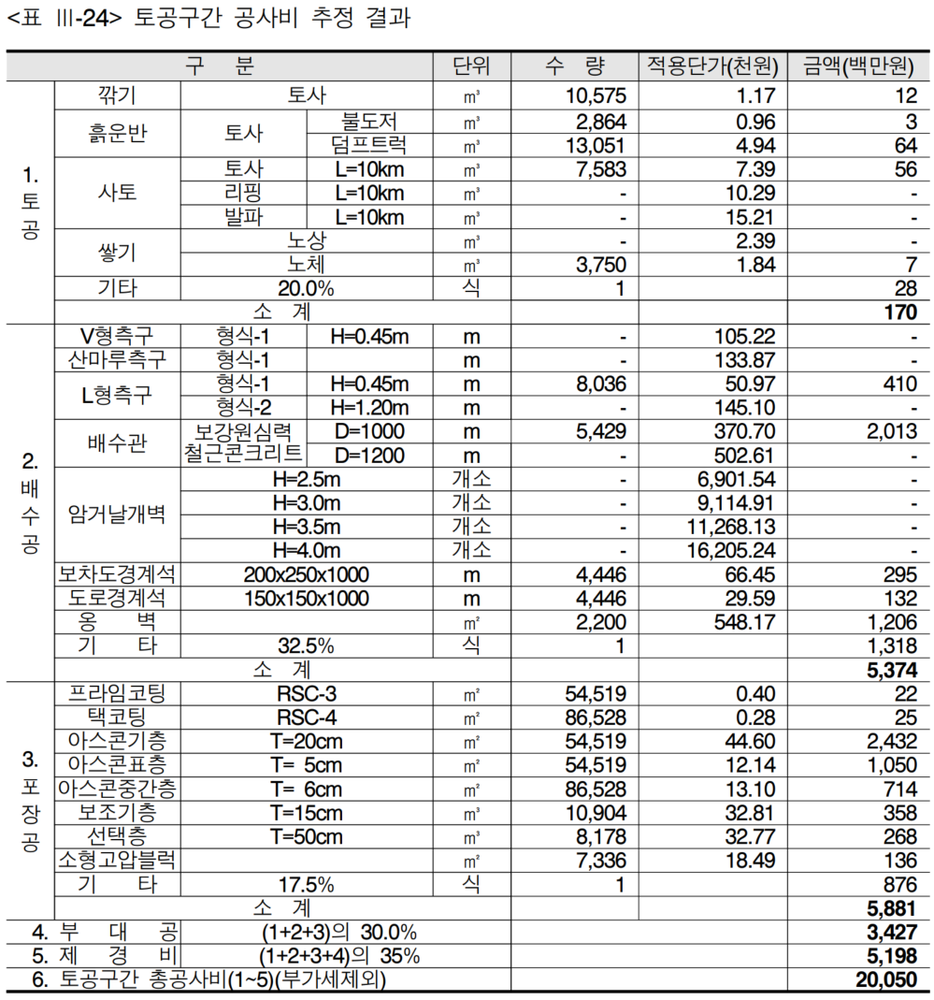 <표 Ⅲ-24> 토공구간 공사비 추정 결과
구 분 단위 수 량 적용단가(천원) 금액(백만원)
1. 토공
깎기 토사 ㎥ 10,575 1.17 12
흙운반 토사 불도저 ㎥ 2,864 0.96 3
덤프트럭 ㎥ 13,051 4.94 64
사토 토사 L=10km ㎥ 7,583 7.39 56
리핑 L=10km ㎥ - 10.29 -
발파 L=10km ㎥ - 15.21 -
쌓기 노상 ㎥ - 2.39 -
노체 ㎥ 3,750 1.84 7
기타 20.0% 식 1 28
소 계 170
2. 배수공
V형측구 형식-1 H=0.45m m - 105.22 -
산마루측구 형식-1 m - 133.87 -
L형측구 형식-1 H=0.45m m 8,036 50.97 410
형식-2 H=1.20m m - 145.10 -
배수관 보강원심력 철근콘크리트 D=1000 m 5,429 370.70 2,013
D=1200 m - 502.61 -
암거날개벽 H=2.5m 개소 - 6,901.54 -
H=3.0m 개소 - 9,114.91 -
H=3.5m 개소 - 11,268.13 -
H=4.0m 개소 - 16,205.24 -
보차도경계석 200x250x1000 m 4,446 66.45 295
도로경계석 150x150x1000 m 4,446 29.59 132
옹 벽 ㎡ 2,200 548.17 1,206
기 타 32.5% 식 1 1,318
소 계 5,374
3. 포장공
프라임코팅 RSC-3 ㎡ 54,519 0.40 22
택코팅 RSC-4 ㎡ 86,528 0.28 25
아스콘기층 T=20cm ㎡ 54,519 44.60 2,432
아스콘표층 T= 5cm ㎡ 54,519 12.14 1,050
아스콘중간층 T= 6cm ㎡ 86,528 13.10 714
보조기층 T=15cm ㎥ 10,904 32.81 358
선택층 T=50cm ㎥ 8,178 32.77 268
소형고압블럭 ㎡ 7,336 18.49 136
기 타 17.5% 식 1 876
소 계 5,881
4. 부 대 공 (1+2+3)의 30.0% 3,427
5. 제 경 비 (1+2+3+4)의 35% 5,198
6. 토공구간 총공사비(1~5)(부가세제외) 20,050